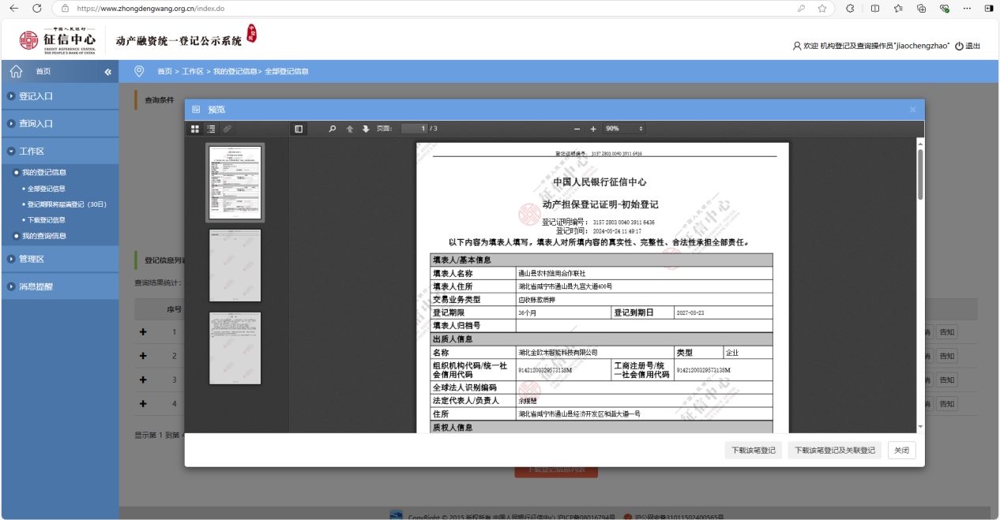 https://www.zhongdengwang.org.cn/index.do
中国人民银行
征信中心
CREDIT REFERENCE CENTER,
THE PEOPLE'S BANK OF CHINA
动产融资统一登记公示系统
中登网
欢迎 机构登记及查询操作员"jiaochengzhao" 退出
首页
首页 > 工作区 > 我的登记信息> 全部登记信息
登记入口
查询入口
工作区
我的登记信息
全部登记信息
登记期限将届满登记(30日)
下载登记信息
我的查询信息
管理区
消息提醒
查询条件
登记信息列表
查询结果统计:
序号
1
2
3
4
告知
告知
告知
告知
显示第 1 到第 4
预览
页面: 1 / 3
90%
登记证明编号: 3157 2803 0040 3911 6436
中国人民银行征信中心
动产担保登记证明-初始登记
登记证明编号: 3157 2803 0040 3911 6436
登记时间: 2024-05-24 11:49:17
以下内容为填表人填写,填表人对所填内容的真实性、完整性、合法性承担全部责任。
填表人/基本信息
填表人名称 通山县农村信用合作联社
填表人住所 湖北省咸宁市通山县九宫大道406号
交易业务类型 应收账款质押
登记期限 36个月 登记到期日 2027-05-23
填表人归档号
出质人信息
名称 湖北金欧米智能科技有限公司 类型 企业
组织机构代码/统一社会信用代码 91421200329573138M 工商注册号/统一社会信用代码 91421200329573138M
全球法人识别编码
法定代表人/负责人 余媛慧
住所 湖北省咸宁市通山县经济开发区和谐大道一号
质权人信息
下载该笔登记 下载该笔登记及关联登记 关闭
下载登记信息列表
CopyRight © 2015 版权所有 中国人民银行征信中心 沪ICP备08016794号 沪公网安备31011502400565号